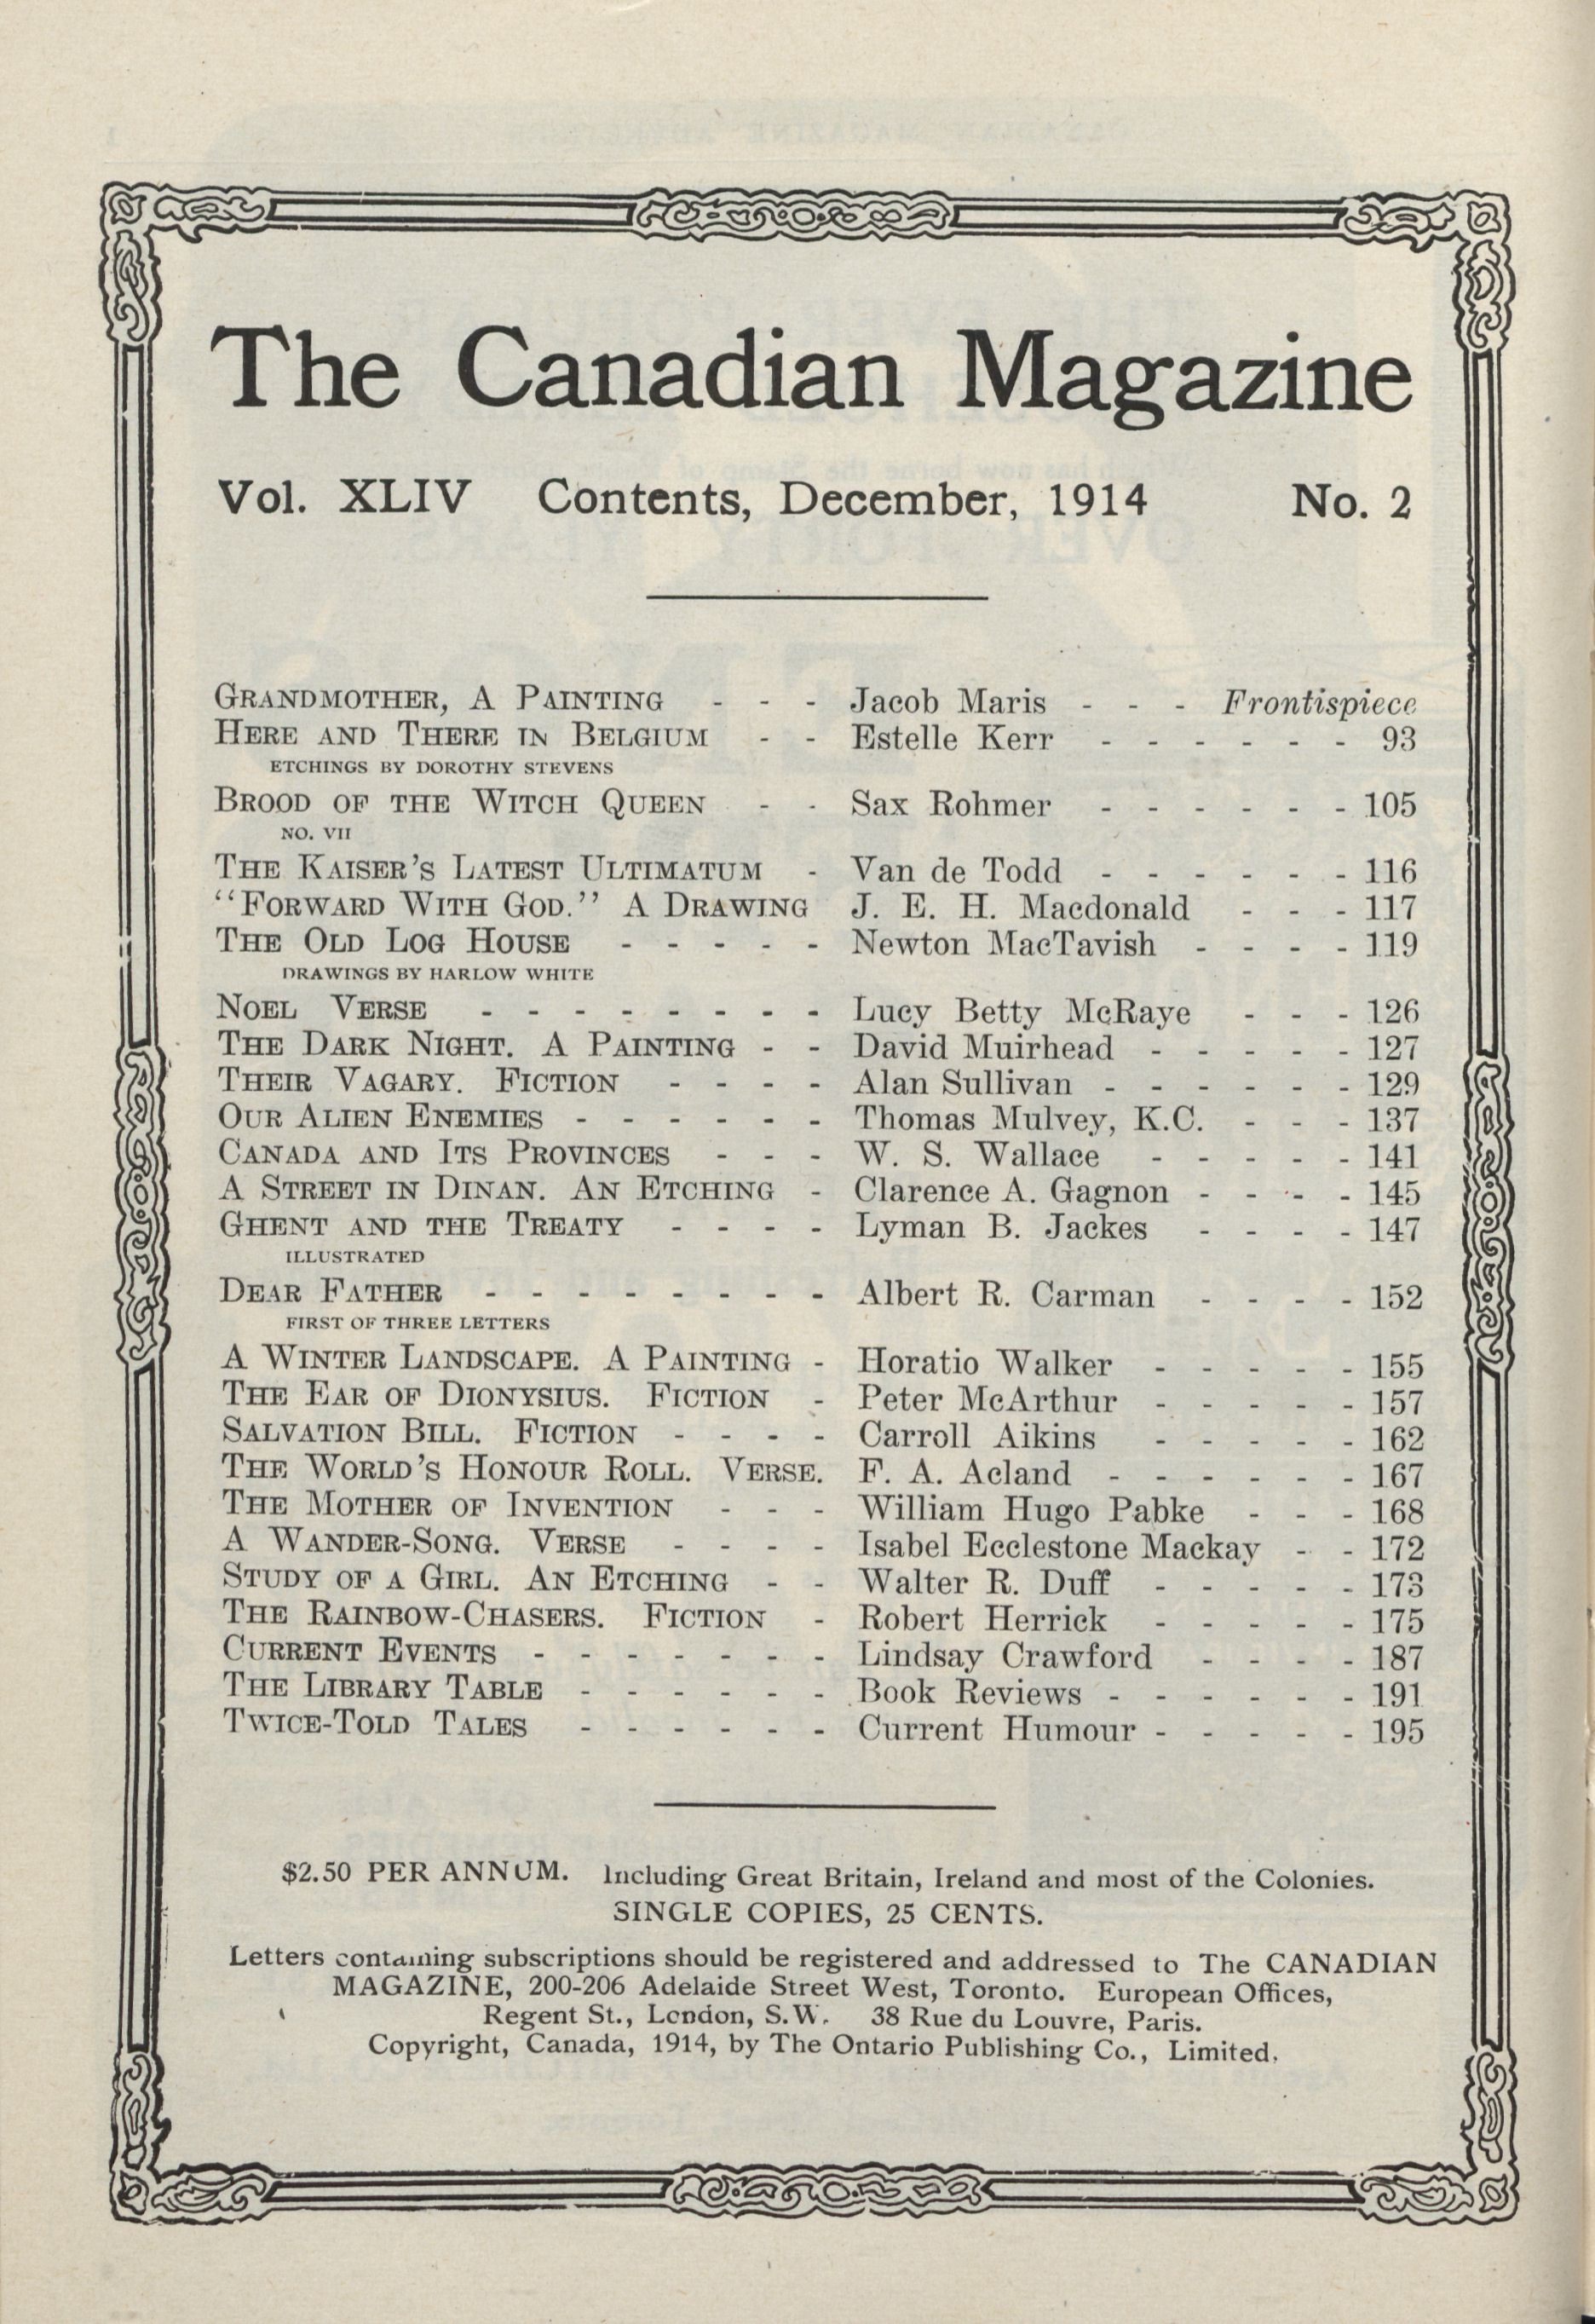 The Canadian Magazine
Vol. XLIV Contents, December, 1914 No. 2
GRANDMOTHER, A PAINTING - - - Jacob Maris - - - Frontispiece
HERE AND THERE IN BELGIUM - - Estelle Kerr - - - - - - 93
ETCHINGS BY DOROTHY STEVENS
BROOD OF THE WITCH QUEEN - - Sax Rohmer - - - - - - 105
NO. VII
THE KAISER'S LATEST ULTIMATUM - Van de Todd - - - - - - 116
"FORWARD WITH GOD." A DRAWING J. E. H. Macdonald - - - 117
THE OLD LOG HOUSE - - - - - Newton MacTavish - - - - 119
DRAWINGS BY HARLOW WHITE
NOEL VERSE - - - - - - - - Lucy Betty McRaye - - - 126
THE DARK NIGHT. A PAINTING - - David Muirhead - - - - - 127
THEIR VAGARY. FICTION - - - - Alan Sullivan - - - - - - 129
OUR ALIEN ENEMIES - - - - - - Thomas Mulvey, K.C. - - - 137
CANADA AND ITS PROVINCES - - - W. S. Wallace - - - - - 141
A STREET IN DINAN. AN ETCHING - Clarence A. Gagnon - - - - 145
GHENT AND THE TREATY - - - - Lyman B. Jackes - - - - 147
ILLUSTRATED
DEAR FATHER - - - - - - - - Albert R. Carman - - - - 152
FIRST OF THREE LETTERS
A WINTER LANDSCAPE. A PAINTING - Horatio Walker - - - - - 155
THE EAR OF DIONYSIUS. FICTION - Peter McArthur - - - - - 157
SALVATION BILL. FICTION - - - - Carroll Aikins - - - - - 162
THE WORLD'S HONOUR ROLL. VERSE. F. A. Acland - - - - - - 167
THE MOTHER OF INVENTION - - - William Hugo Pabke - - - 168
A WANDER-SONG. VERSE - - - - Isabel Ecclestone Mackay - - 172
STUDY OF A GIRL. AN ETCHING - - Walter R. Duff - - - - - 173
THE RAINBOW-CHASERS. FICTION - Robert Herrick - - - - - 175
CURRENT EVENTS - - - - - - - Lindsay Crawford - - - - 187
THE LIBRARY TABLE - - - - - - Book Reviews - - - - - - 191
TWICE-TOLD TALES - - - - - - Current Humour - - - - - 195
$2.50 PER ANNUM. Including Great Britain, Ireland and most of the Colonies.
SINGLE COPIES, 25 CENTS.
Letters containing subscriptions should be registered and addressed to The CANADIAN
MAGAZINE, 200-206 Adelaide Street West, Toronto. European Offices,
Regent St., London, S.W. 38 Rue du Louvre, Paris.
Copyright, Canada, 1914, by The Ontario Publishing Co., Limited.